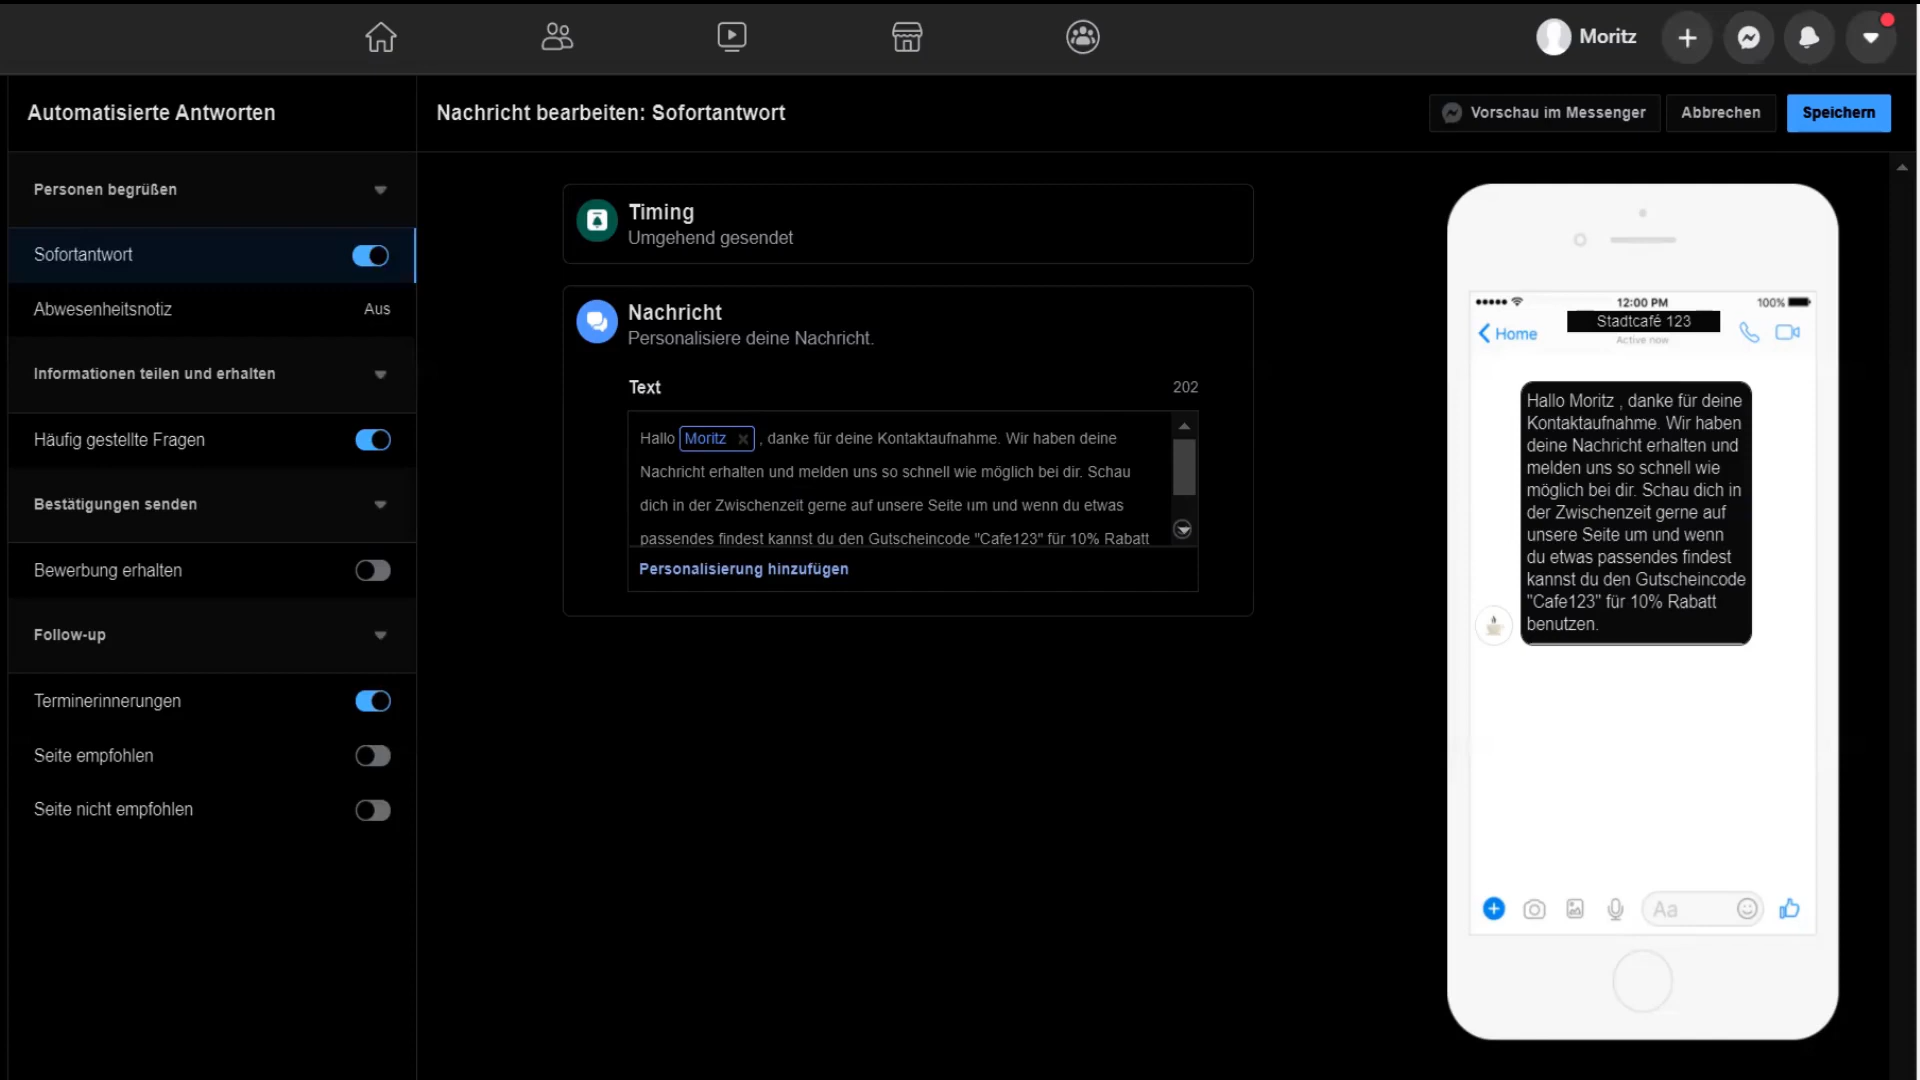 Moritz
Automatisierte Antworten
Nachricht bearbeiten: Sofortantwort
Vorschau im Messenger
Abbrechen
Speichern
Personen begrüßen
Sofortantwort
Abwesenheitsnotiz
Aus
Informationen teilen und erhalten
Häufig gestellte Fragen
Bestätigungen senden
Bewerbung erhalten
Follow-up
Terminerinnerungen
Seite empfohlen
Seite nicht empfohlen
Timing
Umgehend gesendet
Nachricht
Personalisiere deine Nachricht.
Text
202
Hallo Moritz , danke für deine Kontaktaufnahme. Wir haben deine
Nachricht erhalten und melden uns so schnell wie möglich bei dir. Schau
dich in der Zwischenzeit gerne auf unsere Seite um und wenn du etwas
passendes findest kannst du den Gutscheincode "Cafe123" für 10% Rabatt
Personalisierung hinzufügen
12:00 PM
100%
Home
Stadtcafé 123
Active now
Hallo Moritz , danke für deine
Kontaktaufnahme. Wir haben
deine Nachricht erhalten und
melden uns so schnell wie
möglich bei dir. Schau dich in
der Zwischenzeit gerne auf
unsere Seite um und wenn
du etwas passendes findest
kannst du den Gutscheincode
"Cafe123" für 10% Rabatt
benutzen.
Aa